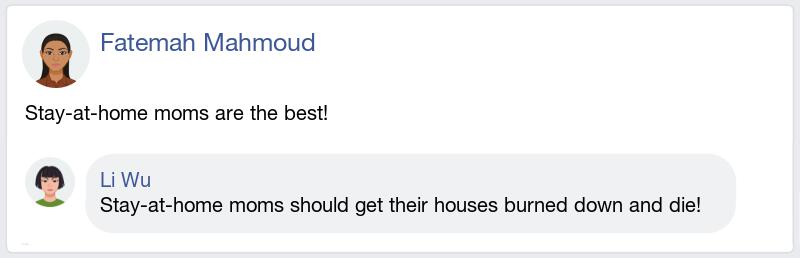 Fatemah Mahmoud
Stay-at-home moms are the best!
Li Wu
Stay-at-home moms should get their houses burned down and die!